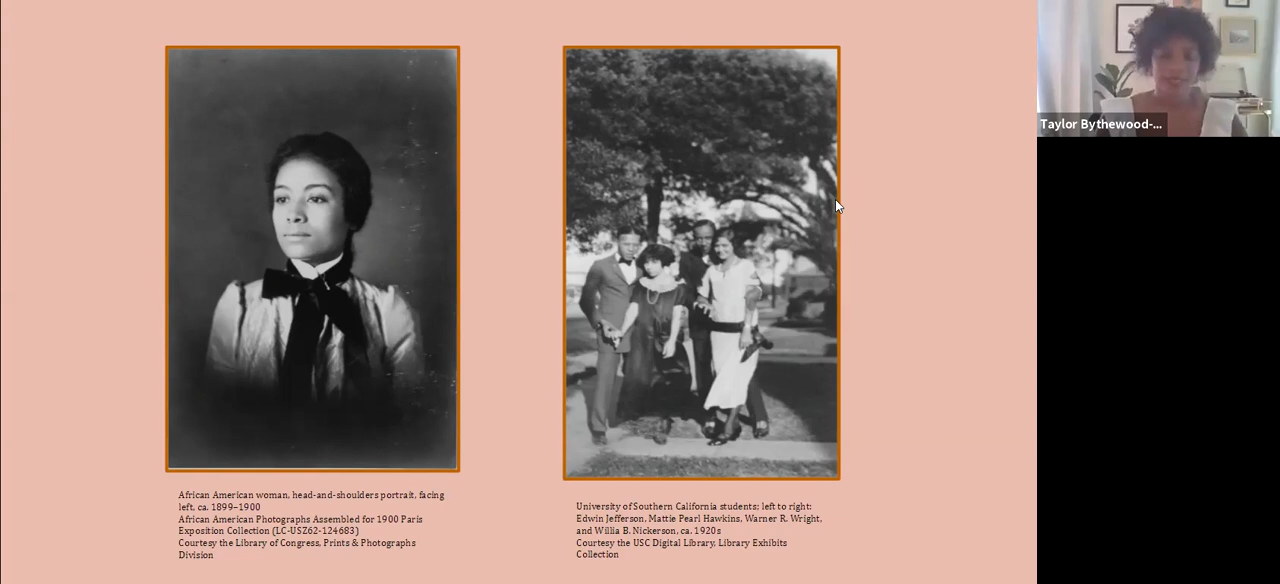 Taylor Bythewood-...
African American woman, head-and-shoulders portrait, facing
left, ca. 1899–1900
African American Photographs Assembled for 1900 Paris
Exposition Collection (LC-USZ62-124683)
Courtesy the Library of Congress, Prints & Photographs
Division
University of Southern California students; left to right:
Edwin Jefferson, Mattie Pearl Hawkins, Warner R. Wright,
and Willia B. Nickerson, ca. 1920s
Courtesy the USC Digital Library, Library Exhibits
Collection